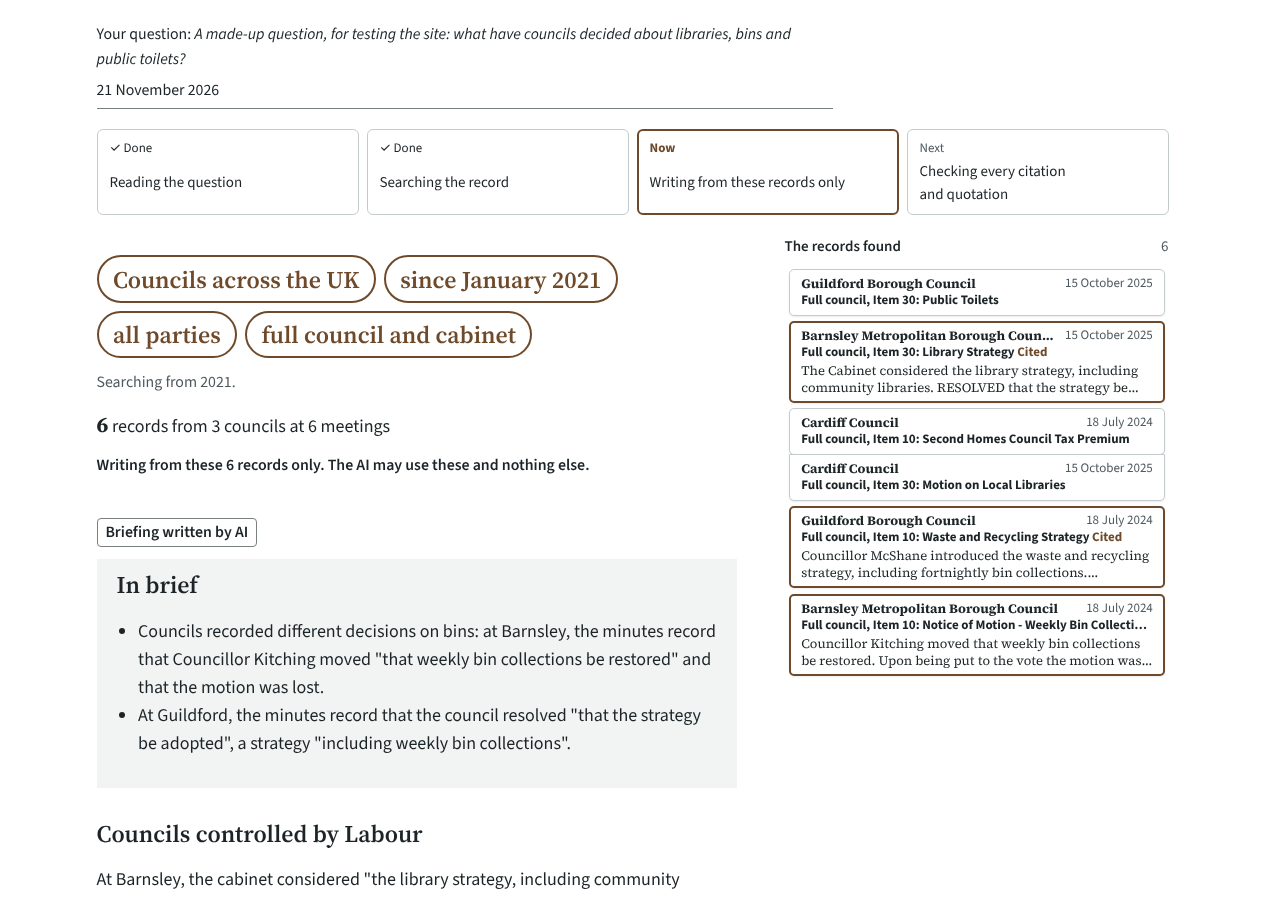 Your question: A made-up question, for testing the site: what have councils decided about libraries, bins and
public toilets?
21 November 2026
✓ Done
Reading the question
✓ Done
Searching the record
Now
Writing from these records only
Next
Checking every citation
and quotation
Councils across the UK
since January 2021
all parties
full council and cabinet
Searching from 2021.
6 records from 3 councils at 6 meetings
Writing from these 6 records only. The AI may use these and nothing else.
Briefing written by AI
In brief
• Councils recorded different decisions on bins: at Barnsley, the minutes record
that Councillor Kitching moved "that weekly bin collections be restored" and
that the motion was lost.
• At Guildford, the minutes record that the council resolved "that the strategy
be adopted", a strategy "including weekly bin collections".
Councils controlled by Labour
At Barnsley, the cabinet considered "the library strategy, including community
The records found 6
Guildford Borough Council 15 October 2025
Full council, Item 30: Public Toilets
Barnsley Metropolitan Borough Coun... 15 October 2025
Full council, Item 30: Library Strategy Cited
The Cabinet considered the library strategy, including
community libraries. RESOLVED that the strategy be...
Cardiff Council 18 July 2024
Full council, Item 10: Second Homes Council Tax Premium
Cardiff Council 15 October 2025
Full council, Item 30: Motion on Local Libraries
Guildford Borough Council 18 July 2024
Full council, Item 10: Waste and Recycling Strategy Cited
Councillor McShane introduced the waste and recycling
strategy, including fortnightly bin collections....
Barnsley Metropolitan Borough Council 18 July 2024
Full council, Item 10: Notice of Motion - Weekly Bin Collecti...
Councillor Kitching moved that weekly bin collections
be restored. Upon being put to the vote the motion was...